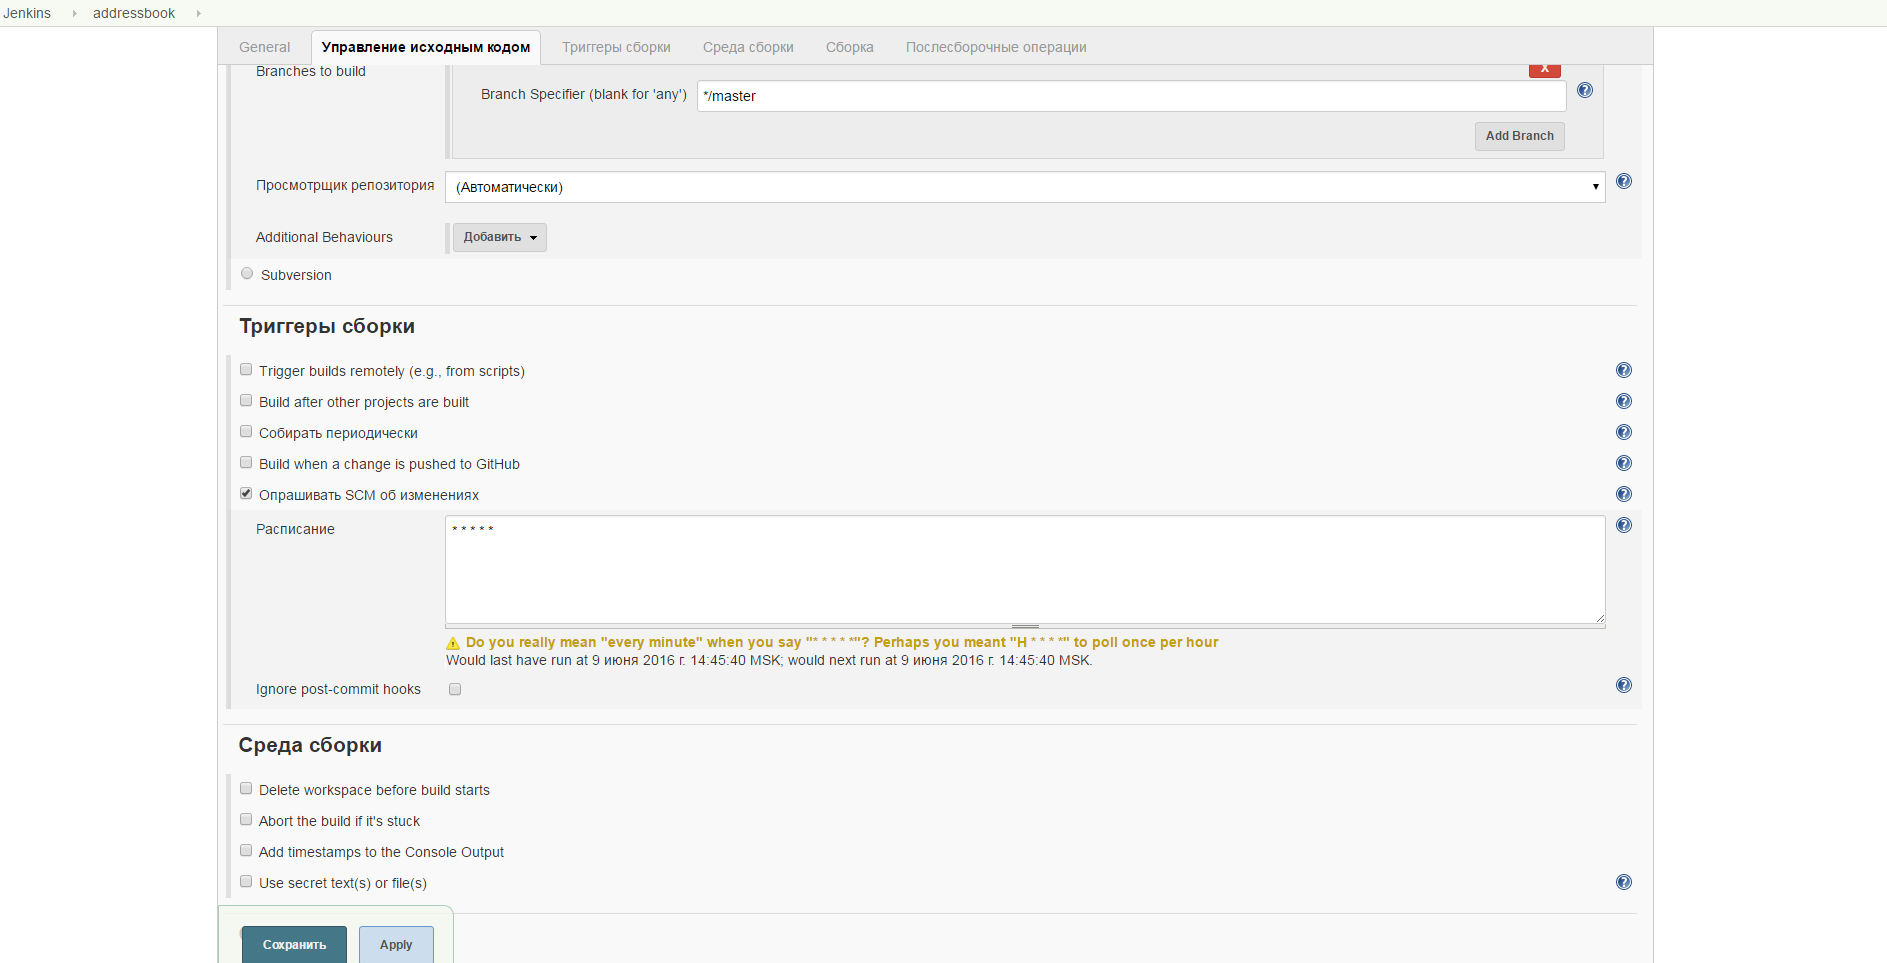 Jenkins addressbook
General Управление исходным кодом Триггеры сборки Среда сборки Сборка Послесборочные операции
Branches to build
X
Branch Specifier (blank for 'any') */master
Add Branch
Просмотрщик репозитория (Автоматически)
Additional Behaviours Добавить
Subversion
Триггеры сборки
Trigger builds remotely (e.g., from scripts)
Build after other projects are built
Собирать периодически
Build when a change is pushed to GitHub
Опрашивать SCM об изменениях
Расписание * * * * *
Do you really mean "every minute" when you say "* * * * *"? Perhaps you meant "H * * * *" to poll once per hour
Would last have run at 9 июня 2016 г. 14:45:40 MSK; would next run at 9 июня 2016 г. 14:45:40 MSK.
Ignore post-commit hooks
Среда сборки
Delete workspace before build starts
Abort the build if it's stuck
Add timestamps to the Console Output
Use secret text(s) or file(s)
Сохранить Apply